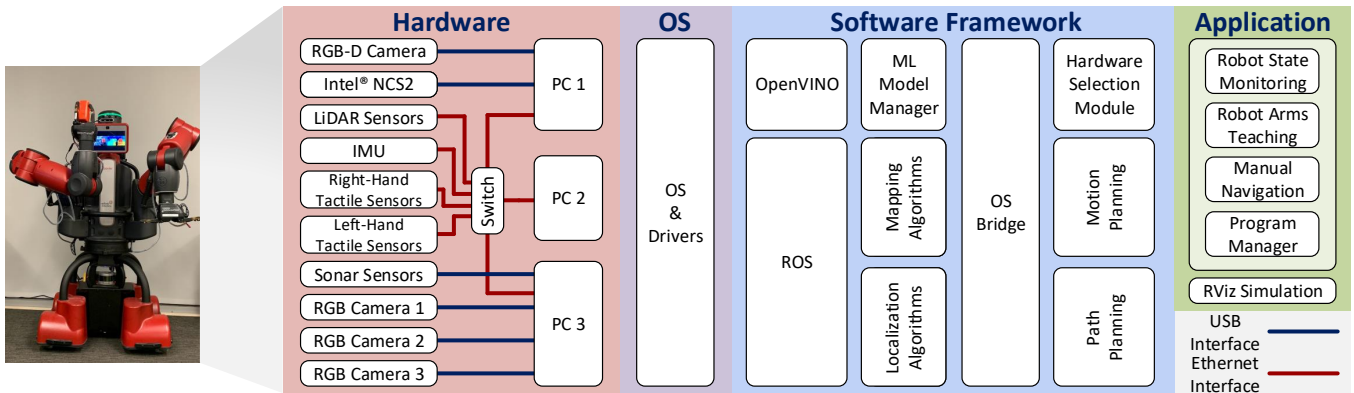 Hardware
RGB-D Camera
Intel® NCS2
LiDAR Sensors
IMU
Right-Hand
Tactile Sensors
Left-Hand
Tactile Sensors
Sonar Sensors
RGB Camera 1
RGB Camera 2
RGB Camera 3
Switch
PC 1
PC 2
PC 3
OS
OS
&
Drivers
Software Framework
OpenVINO
ROS
ML
Model
Manager
Mapping
Algorithms
Localization
Algorithms
OS
Bridge
Hardware
Selection
Module
Motion
Planning
Path
Planning
Application
Robot State
Monitoring
Robot Arms
Teaching
Manual
Navigation
Program
Manager
RViz Simulation
USB
Interface
Ethernet
Interface